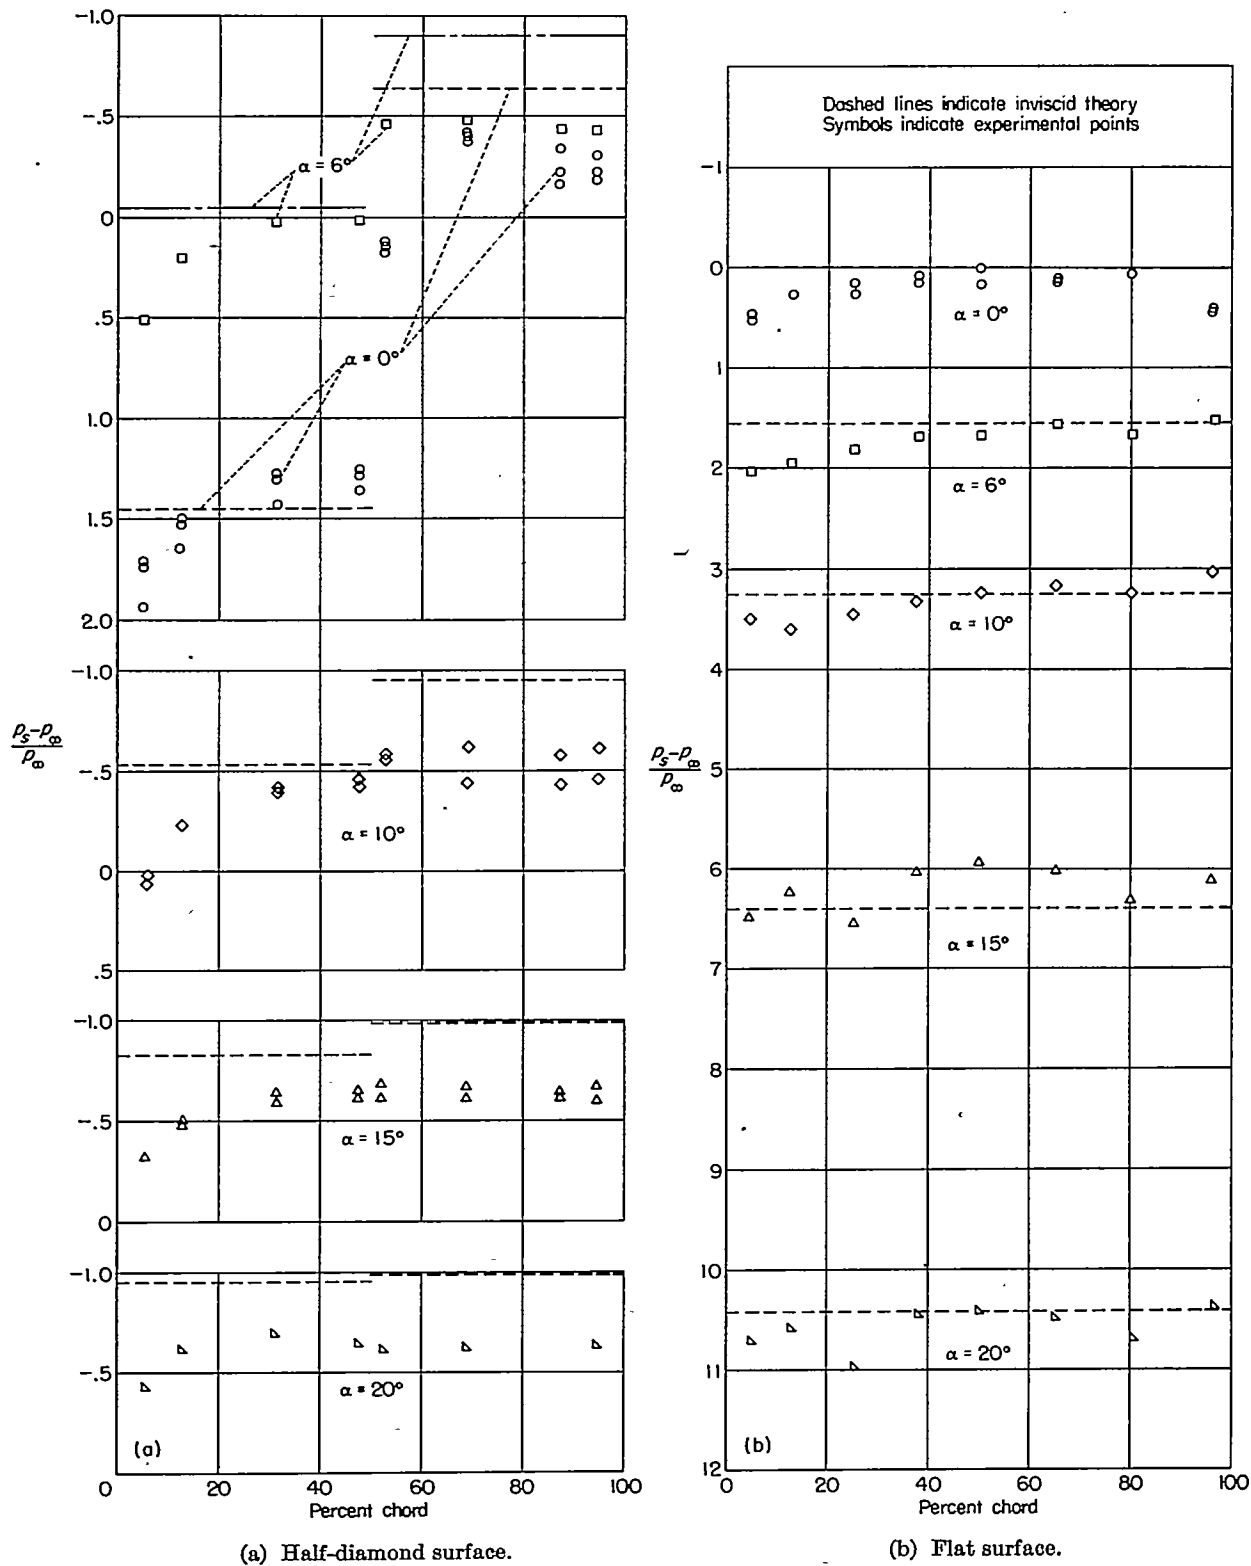 -1.0
-.5
0
.5
1.0
1.5
2.0
α = 6°
α = 0°
-1.0
-.5
0
.5
α = 10°
p_s-p_∞
p_∞
-1.0
-.5
0
α = 15°
-1.0
-.5
α = 20°
(a)
0 20 40 60 80 100
Percent chord
(a) Half-diamond surface.
Dashed lines indicate inviscid theory
Symbols indicate experimental points
-1
0
1
2
3
4
5
6
7
8
9
10
11
12
α = 0°
α = 6°
α = 10°
p_s-p_∞
p_∞
α = 15°
α = 20°
(b)
0 20 40 60 80 100
Percent chord
(b) Flat surface.